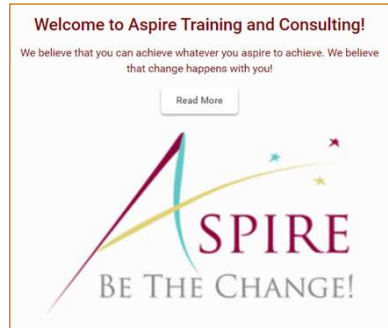 Welcome to Aspire Training and Consulting!
We believe that you can achieve whatever you aspire to achieve. We believe
that change happens with you!
Read More
ASPIRE
BE THE CHANGE!